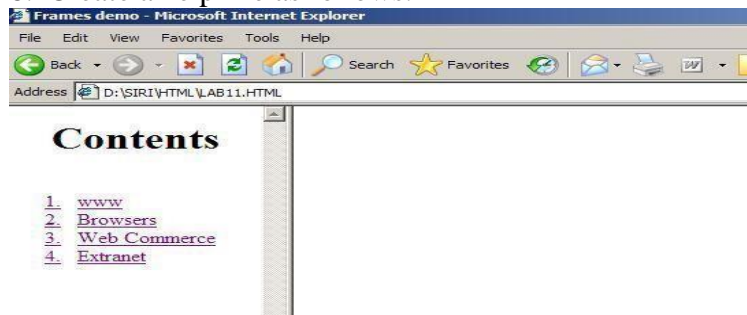 Frames demo - Microsoft Internet Explorer
File Edit View Favorites Tools Help
Back Search Favorites
Address D:\SIRI\HTML\LAB11.HTML
Contents
1. www
2. Browsers
3. Web Commerce
4. Extranet